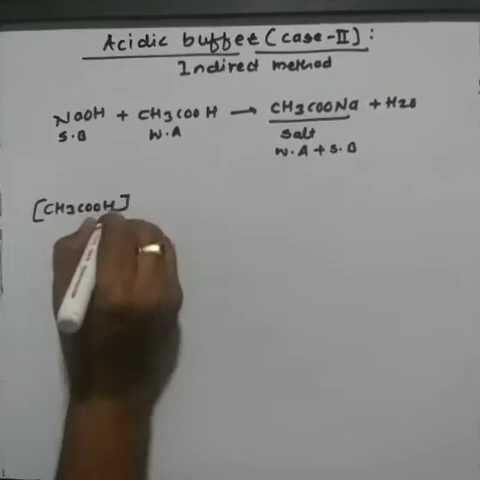 Acidic buffer (case-II):
Indirect method
NaOH + CH3COOH → CH3COONa + H2O
S.B W.A Salt
W.A + S.B
[CH3COOH]